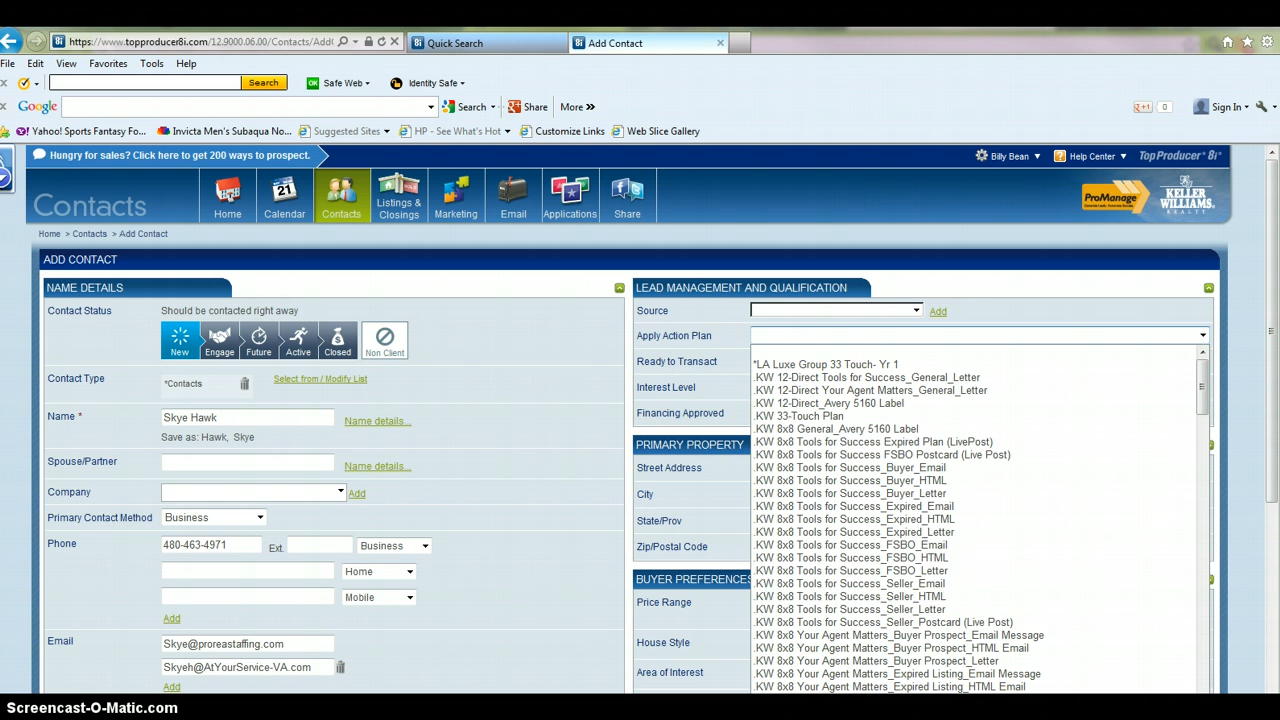 https://www.topproducer8i.com/12.9000.06.00/Contacts/Add
Quick Search
Add Contact
File Edit View Favorites Tools Help
Search
Safe Web
Identity Safe
Google
Search
Share
More
0
Sign In
Yahoo! Sports Fantasy Fo...
Invicta Men's Subaqua No...
Suggested Sites
HP - See What's Hot
Customize Links
Web Slice Gallery
Hungry for sales? Click here to get 200 ways to prospect.
Billy Bean
Help Center
TopProducer 8i
Contacts
Home
Calendar
Contacts
Listings & Closings
Marketing
Email
Applications
Share
ProManage
KELLER WILLIAMS REALTY
Home > Contacts > Add Contact
ADD CONTACT
NAME DETAILS
Contact Status
Should be contacted right away
New Engage Future Active Closed Non Client
Contact Type
*Contacts
Select from / Modify List
Name *
Skye Hawk
Name details...
Save as: Hawk, Skye
Spouse/Partner
Name details...
Company
Add
Primary Contact Method
Business
Phone
480-463-4971
Ext.
Business
Home
Mobile
Add
Email
Skye@proreastaffing.com
Skyeh@AtYourService-VA.com
Add
LEAD MANAGEMENT AND QUALIFICATION
Source
Add
Apply Action Plan
Ready to Transact
Interest Level
Financing Approved
PRIMARY PROPERTY
Street Address
City
State/Prov
Zip/Postal Code
BUYER PREFERENCES
Price Range
House Style
Area of Interest
*LA Luxe Group 33 Touch- Yr 1
.KW 12-Direct Tools for Success_General_Letter
.KW 12-Direct Your Agent Matters_General_Letter
.KW 12-Direct_Avery 5160 Label
.KW 33-Touch Plan
.KW 8x8 General_Avery 5160 Label
.KW 8x8 Tools for Success Expired Plan (LivePost)
.KW 8x8 Tools for Success FSBO Postcard (Live Post)
.KW 8x8 Tools for Success_Buyer_Email
.KW 8x8 Tools for Success_Buyer_HTML
.KW 8x8 Tools for Success_Buyer_Letter
.KW 8x8 Tools for Success_Expired_Email
.KW 8x8 Tools for Success_Expired_HTML
.KW 8x8 Tools for Success_Expired_Letter
.KW 8x8 Tools for Success_FSBO_Email
.KW 8x8 Tools for Success_FSBO_HTML
.KW 8x8 Tools for Success_FSBO_Letter
.KW 8x8 Tools for Success_Seller_Email
.KW 8x8 Tools for Success_Seller_HTML
.KW 8x8 Tools for Success_Seller_Letter
.KW 8x8 Tools for Success_Seller_Postcard (Live Post)
.KW 8x8 Your Agent Matters_Buyer Prospect_Email Message
.KW 8x8 Your Agent Matters_Buyer Prospect_HTML Email
.KW 8x8 Your Agent Matters_Buyer Prospect_Letter
.KW 8x8 Your Agent Matters_Expired Listing_Email Message
.KW 8x8 Your Agent Matters_Expired Listing_HTML Email
Screencast-O-Matic.com